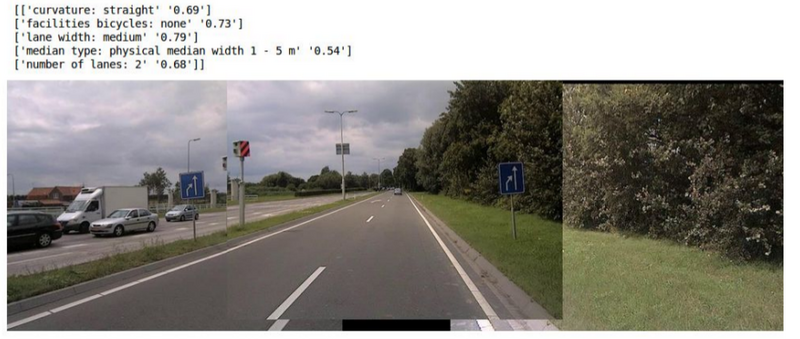 [['curvature: straight' '0.69']
['facilities bicycles: none' '0.73']
['lane width: medium' '0.79']
['median type: physical median width 1 - 5 m' '0.54']
['number of lanes: 2' '0.68']]